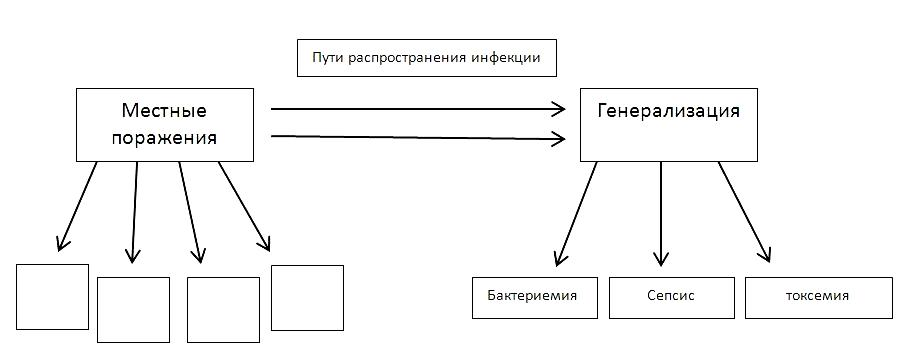 Пути распространения инфекции
Местные
поражения
Генерализация
Бактериемия
Сепсис
токсемия